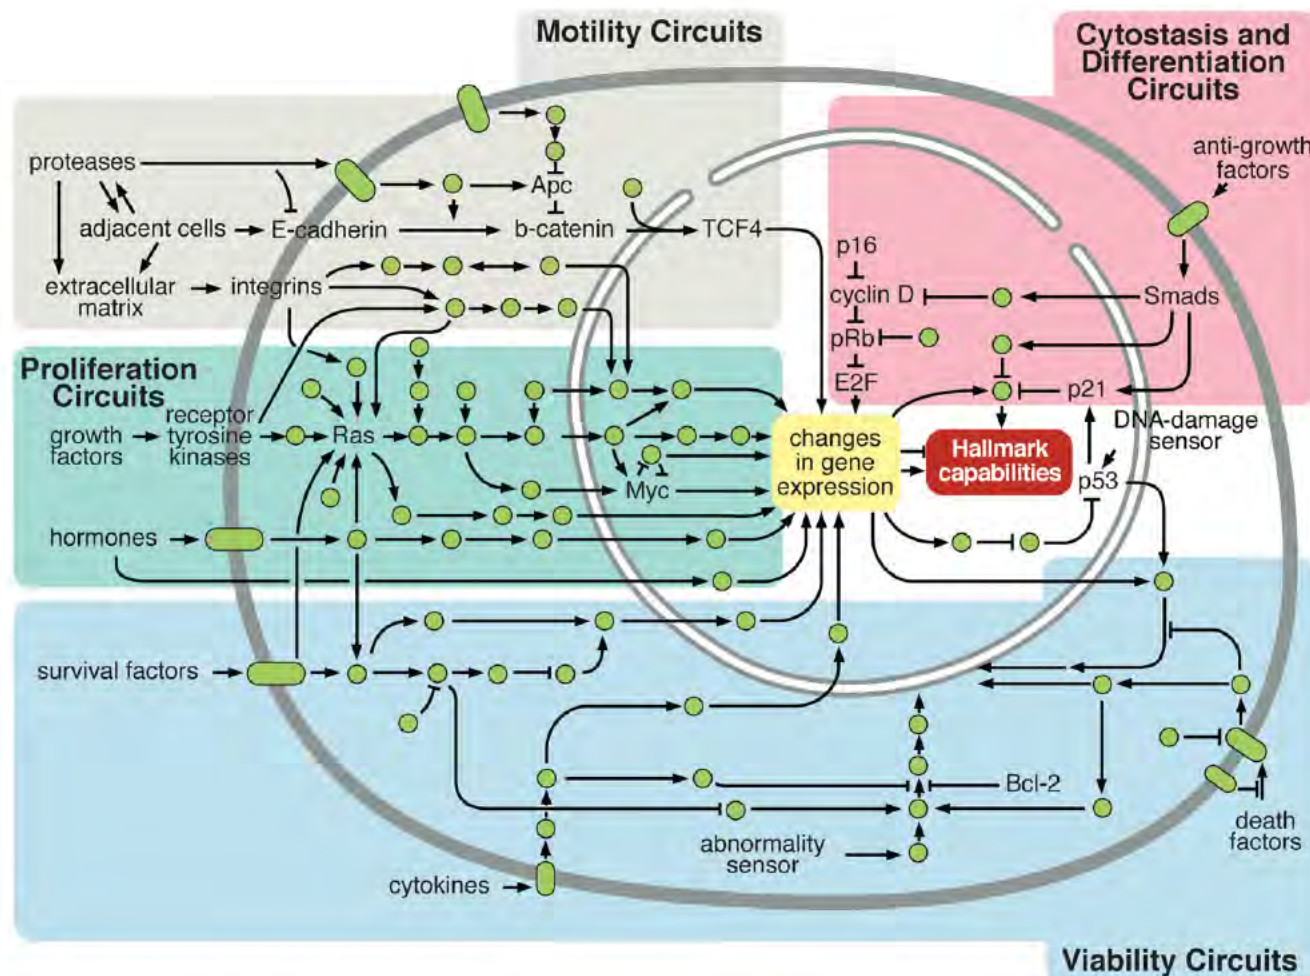 Motility Circuits
Cytostasis and
Differentiation
Circuits
proteases
anti-growth
factors
Apc
adjacent cells
E-cadherin
b-catenin
TCF4
p16
extracellular
matrix
integrins
cyclin D
Smads
pRb
Proliferation
Circuits
E2F
p21
growth
factors
receptor
tyrosine
kinases
Ras
Myc
changes
in gene
expression
Hallmark
capabilities
DNA-damage
sensor
p53
hormones
survival factors
Bcl-2
abnormality
sensor
death
factors
cytokines
Viability Circuits